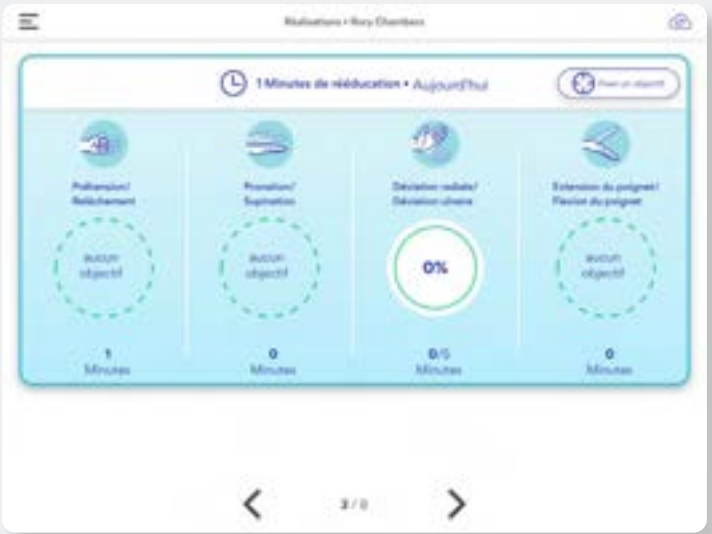 Réalisations • Rory Chambers
1 Minutes de rééducation • Aujourd'hui
Fixer un objectif
Préhension/
Relâchement
Pronation/
Supination
Déviation radiale/
Déviation ulnaire
Extension du poignet/
Flexion du poignet
aucun
objectif
aucun
objectif
0%
aucun
objectif
1
Minutes
0
Minutes
0/5
Minutes
0
Minutes